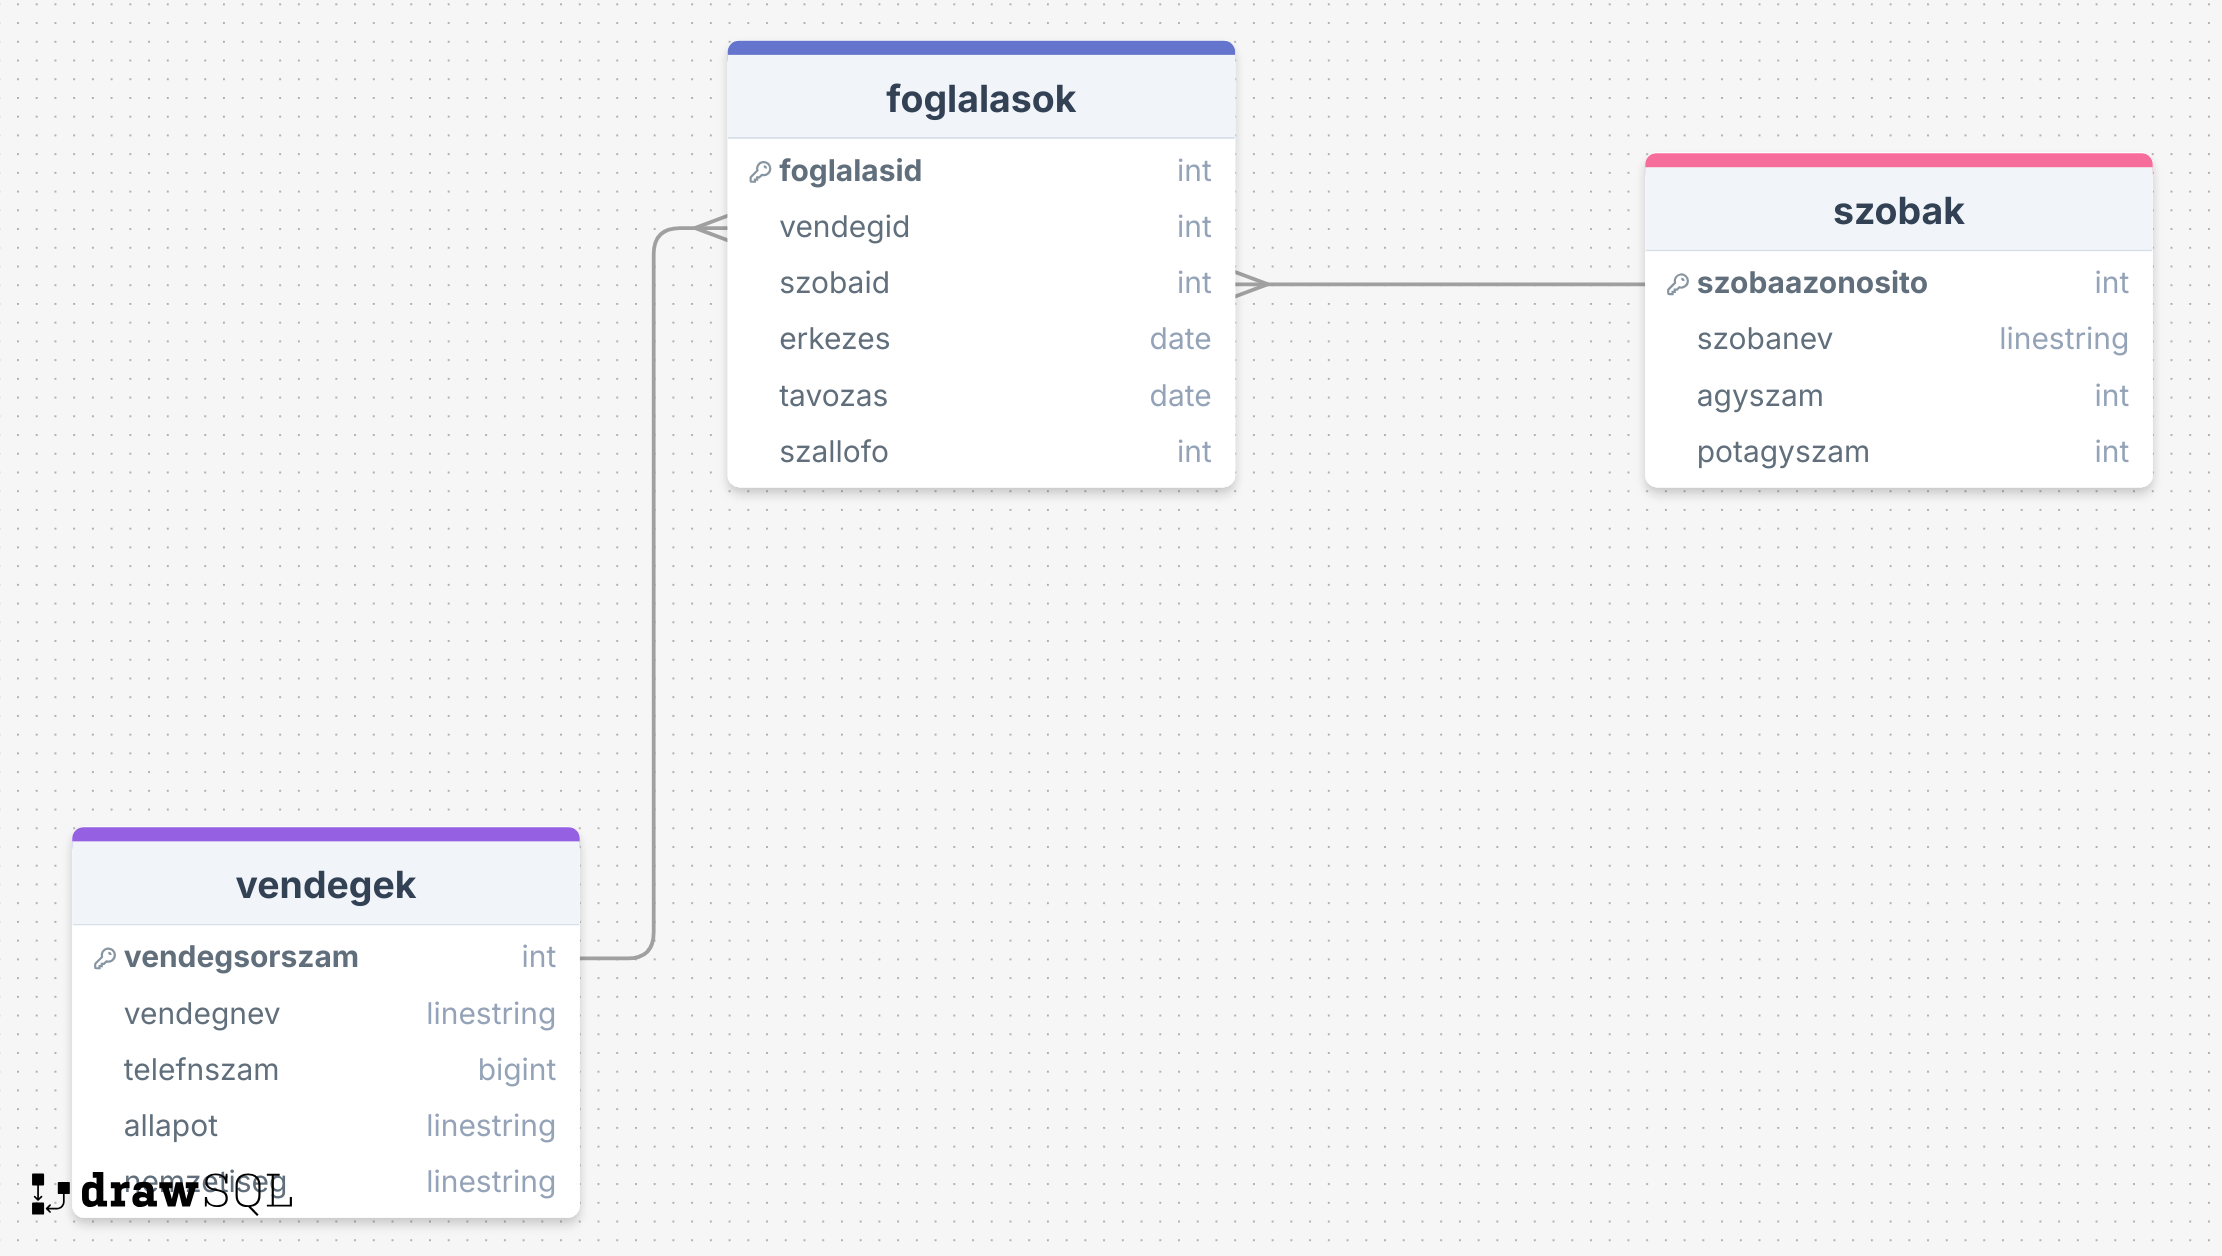 foglalasok
foglalasid int
vendegid int
szobaid int
erkezes date
tavozas date
szallofo int
szobak
szobaazonosito int
szobanev linestring
agyszam int
potagyszam int
vendegek
vendegsorszam int
vendegnev linestring
telefnszam bigint
allapot linestring
nemzetiseg linestring
drawSQL